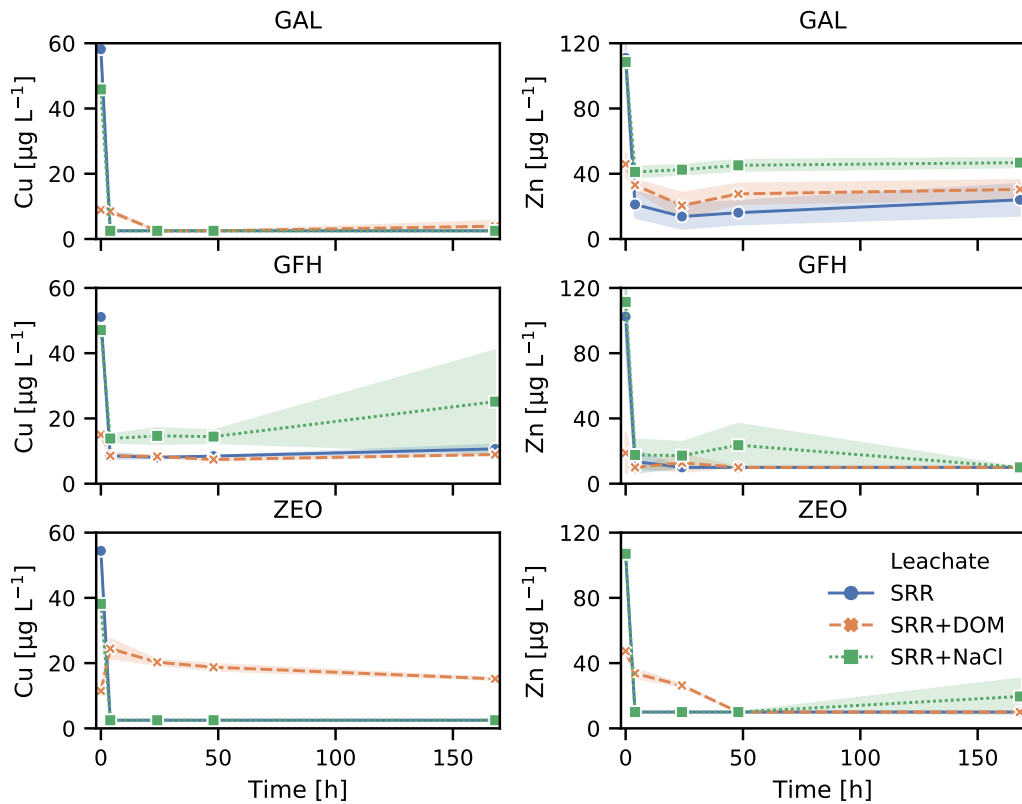 GAL
GAL
60
40
20
0
Cu [µg L⁻¹]
120
80
40
0
Zn [µg L⁻¹]
GFH
GFH
60
40
20
0
Cu [µg L⁻¹]
120
80
40
0
Zn [µg L⁻¹]
ZEO
ZEO
60
40
20
0
Cu [µg L⁻¹]
120
80
40
0
Zn [µg L⁻¹]
Leachate
SRR
SRR+DOM
SRR+NaCl
0 50 100 150
Time [h]
0 50 100 150
Time [h]